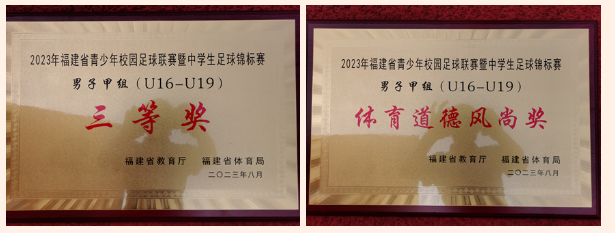 2023年福建省青少年校园足球联赛暨中学生足球锦标赛
男子甲组（U16-U19）
三等奖
福建省教育厅 福建省体育局
二〇二三年八月
2023年福建省青少年校园足球联赛暨中学生足球锦标赛
男子甲组（U16-U19）
体育道德风尚奖
福建省教育厅 福建省体育局
二〇二三年八月